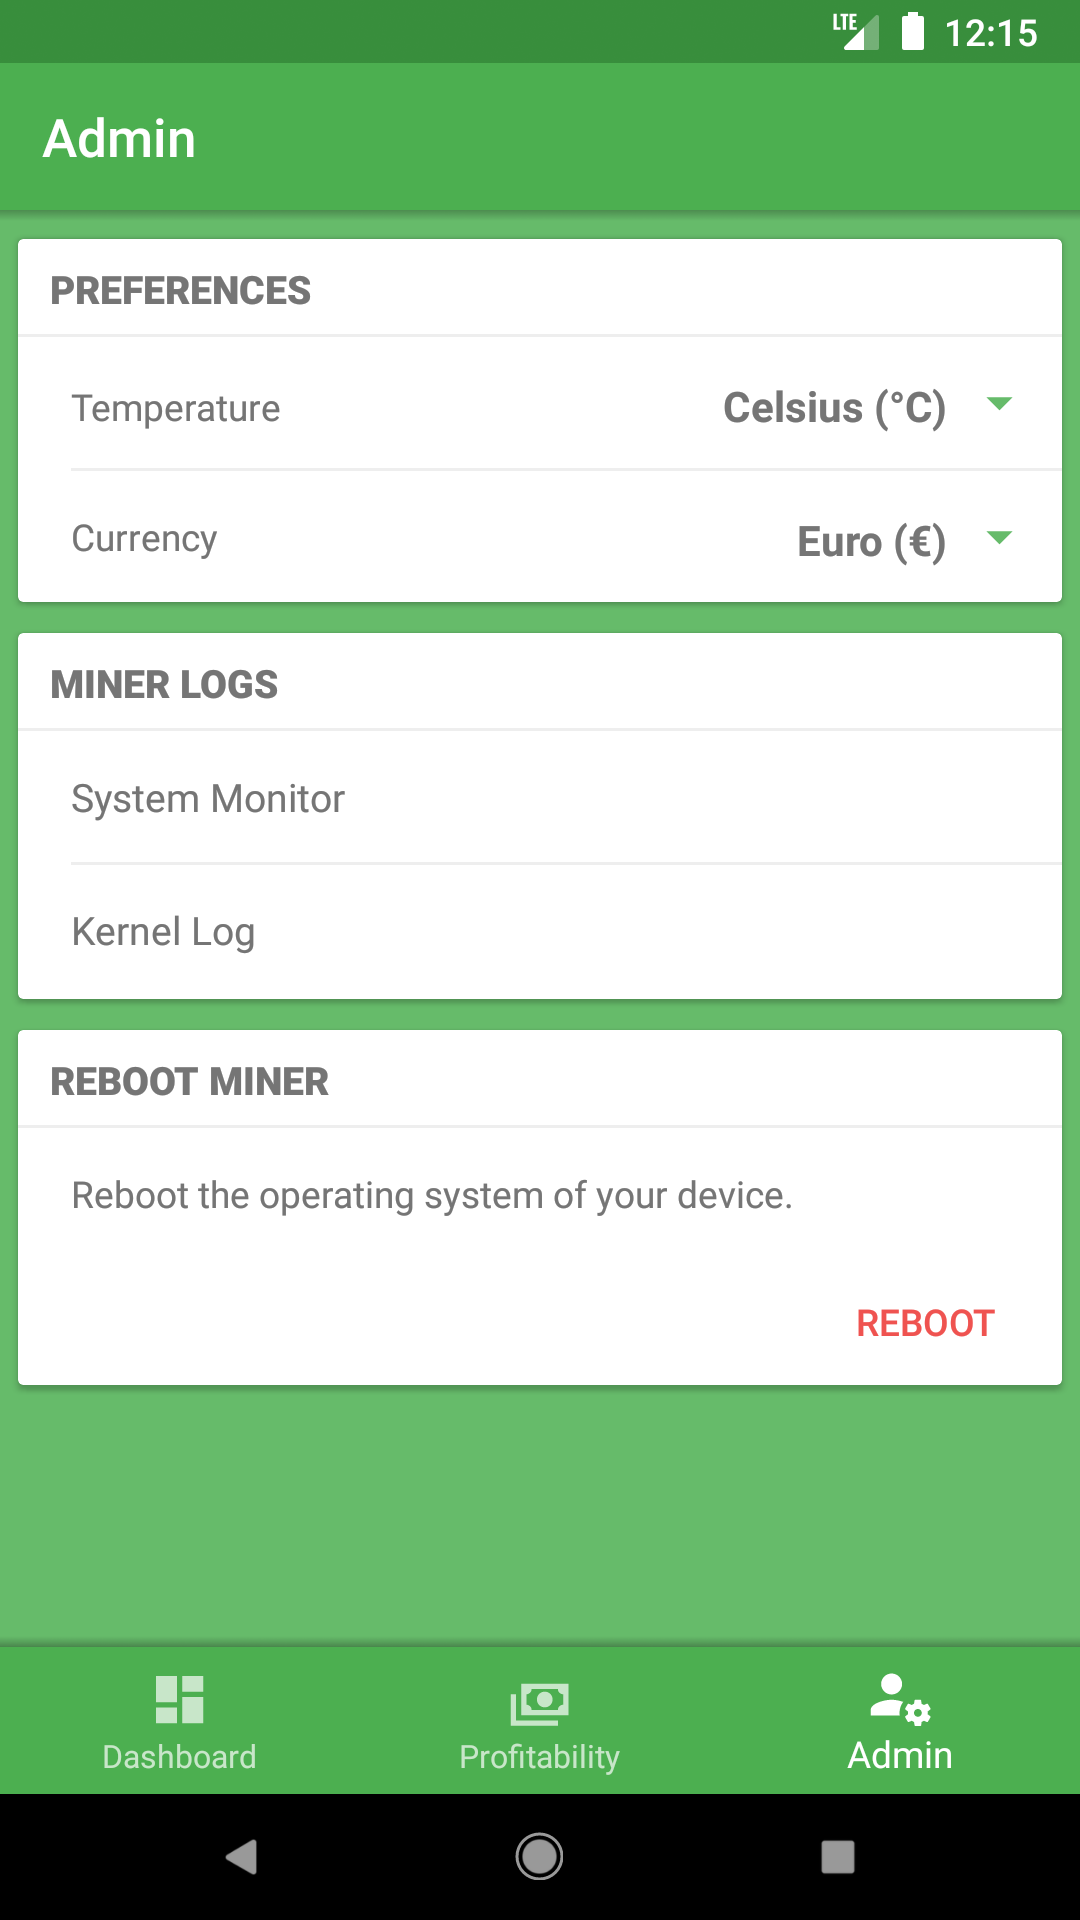 LTE 12:15
Admin
PREFERENCES
Temperature Celsius (°C)
Currency Euro (€)
MINER LOGS
System Monitor
Kernel Log
REBOOT MINER
Reboot the operating system of your device.
REBOOT
Dashboard Profitability Admin